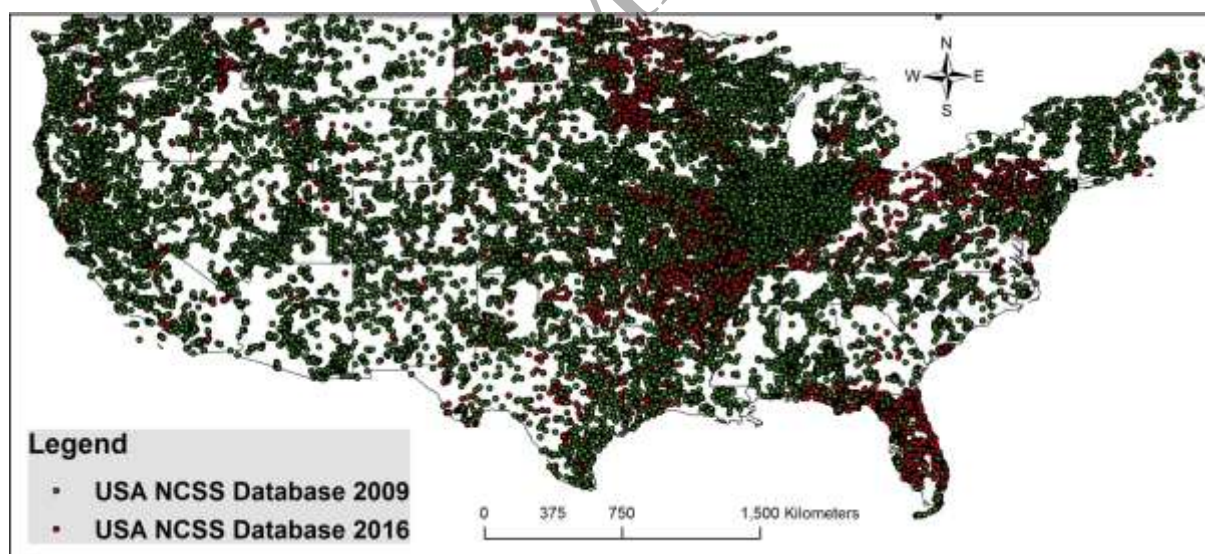 N
W E
S
Legend
USA NCSS Database 2009
USA NCSS Database 2016
0 375 750 1,500 Kilometers